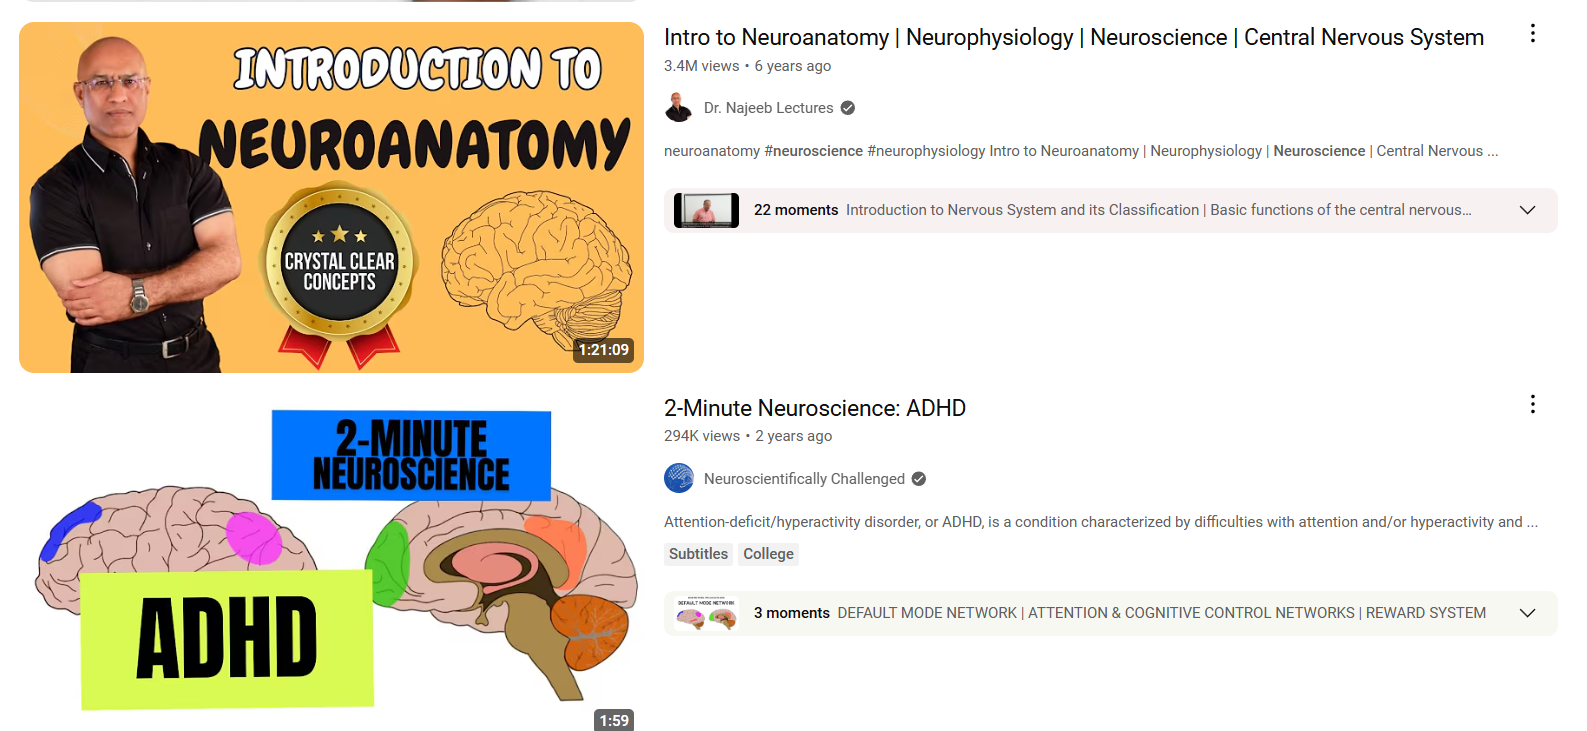 INTRODUCTION TO
NEUROANATOMY
CRYSTAL CLEAR
CONCEPTS
1:21:09
Intro to Neuroanatomy | Neurophysiology | Neuroscience | Central Nervous System
3.4M views • 6 years ago
Dr. Najeeb Lectures
neuroanatomy #neuroscience #neurophysiology Intro to Neuroanatomy | Neurophysiology | Neuroscience | Central Nervous ...
22 moments Introduction to Nervous System and its Classification | Basic functions of the central nervous...
2-MINUTE
NEUROSCIENCE
ADHD
1:59
2-Minute Neuroscience: ADHD
294K views • 2 years ago
Neuroscientifically Challenged
Attention-deficit/hyperactivity disorder, or ADHD, is a condition characterized by difficulties with attention and/or hyperactivity and ...
Subtitles College
DEFAULT MODE NETWORK
3 moments DEFAULT MODE NETWORK | ATTENTION & COGNITIVE CONTROL NETWORKS | REWARD SYSTEM